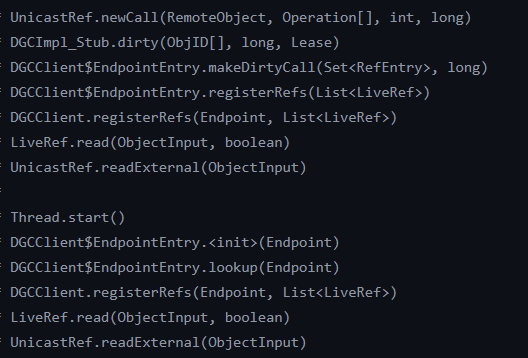 * UnicastRef.newCall(RemoteObject, Operation[], int, long)
* DGCImpl_Stub.dirty(ObjID[], long, Lease)
* DGCClient$EndpointEntry.makeDirtyCall(Set<RefEntry>, long)
* DGCClient$EndpointEntry.registerRefs(List<LiveRef>)
* DGCClient.registerRefs(Endpoint, List<LiveRef>)
* LiveRef.read(ObjectInput, boolean)
* UnicastRef.readExternal(ObjectInput)
*
* Thread.start()
* DGCClient$EndpointEntry.<init>(Endpoint)
* DGCClient$EndpointEntry.lookup(Endpoint)
* DGCClient.registerRefs(Endpoint, List<LiveRef>)
* LiveRef.read(ObjectInput, boolean)
* UnicastRef.readExternal(ObjectInput)